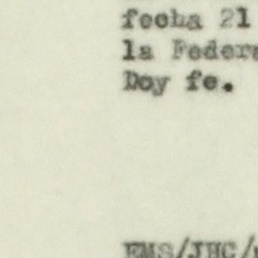 fecha 21
la Federa
Doy fe.
EMS/JHC/